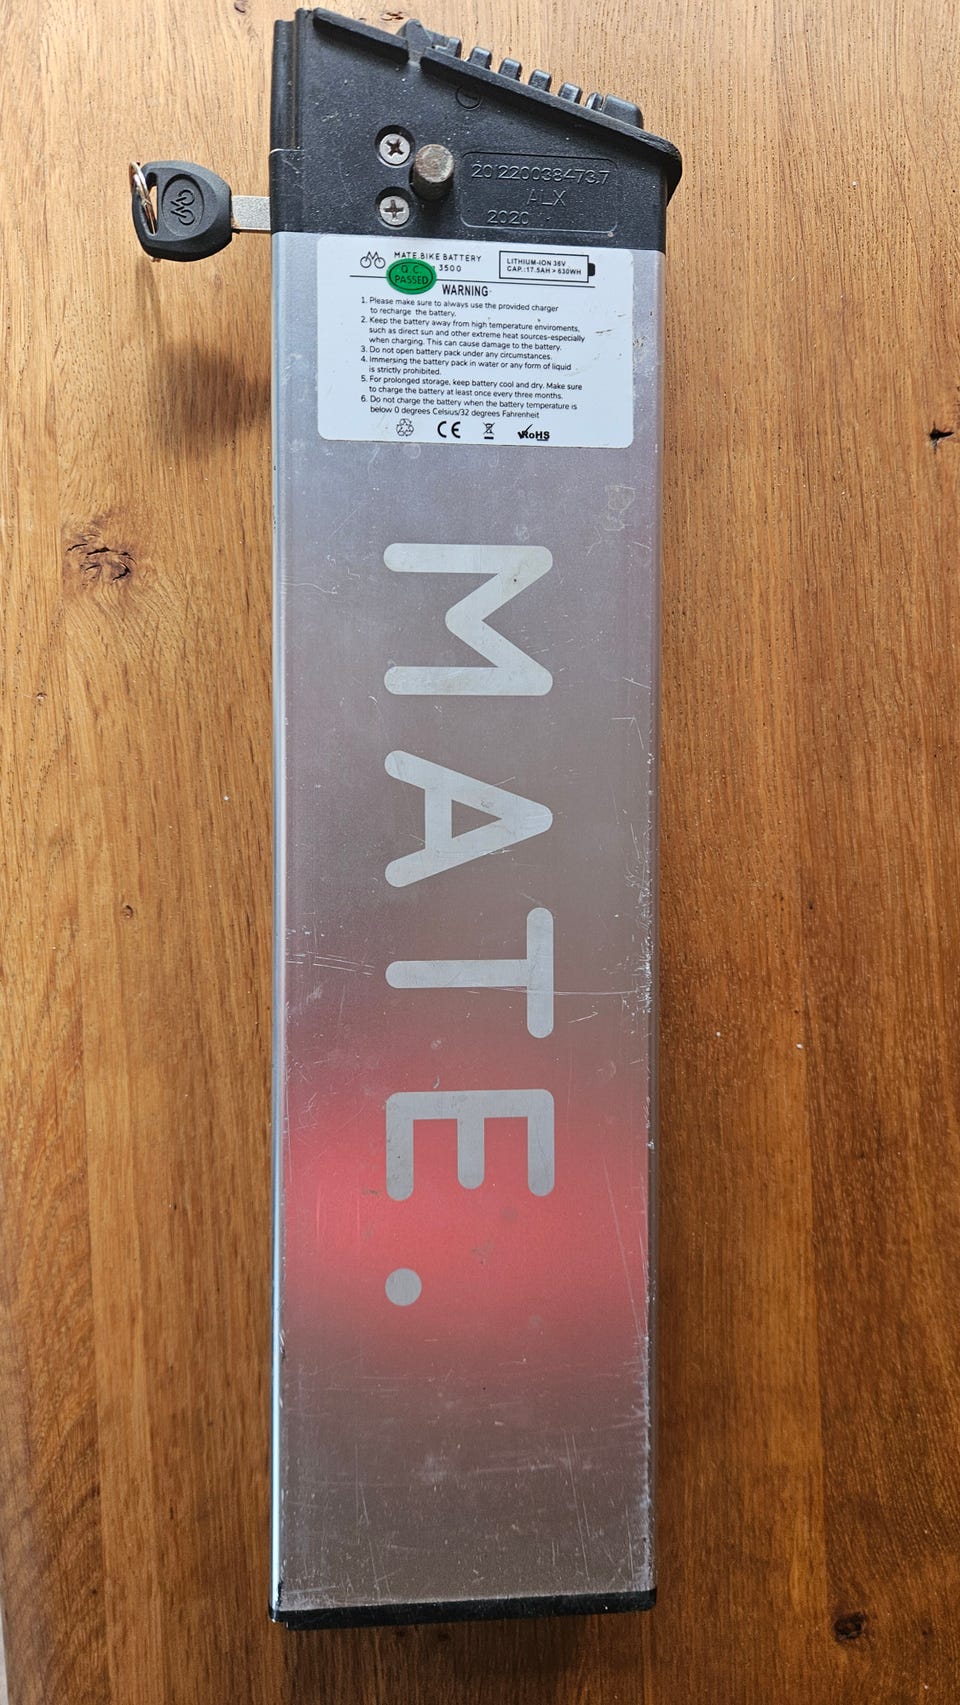 201220038473.7
ALX
2020
MATE.BIKE BATTERY
3500
Q.C.
PASSED
LITHIUM-ION 36V
CAP.:17.5AH > 630WH
WARNING
1. Please make sure to always use the provided charger
to recharge the battery.
2. Keep the battery away from high temperature enviroments,
such as direct sun and other extreme heat sources-especially
when charging. This can cause damage to the battery.
3. Do not open battery pack under any circumstances.
4. Immersing the battery pack in water or any form of liquid
is strictly prohibited.
5. For prolonged storage, keep battery cool and dry. Make sure
to charge the battery at least once every three months.
6. Do not charge the battery when the battery temperature is
below 0 degrees Celsius/32 degrees Fahrenheit
CE
RoHS
MATE.